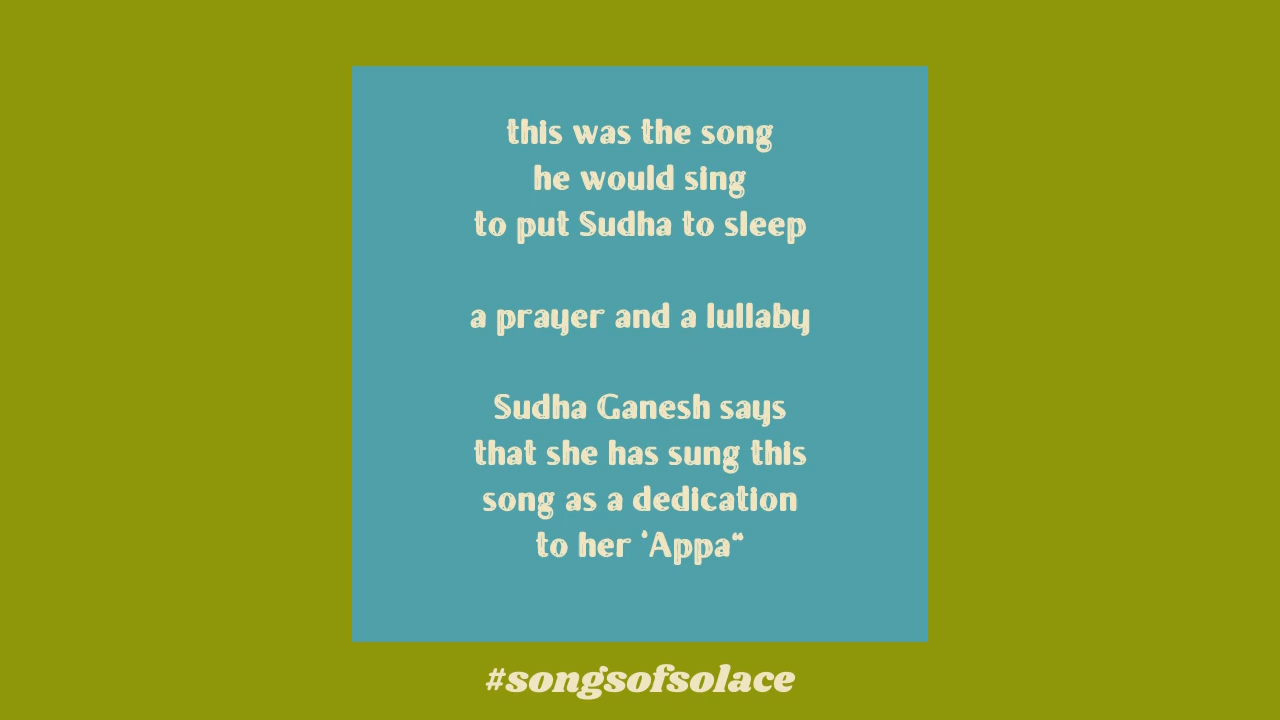 this was the song
he would sing
to put Sudha to sleep
a prayer and a lullaby
Sudha Ganesh says
that she has sung this
song as a dedication
to her 'Appa“
#songsofsolace